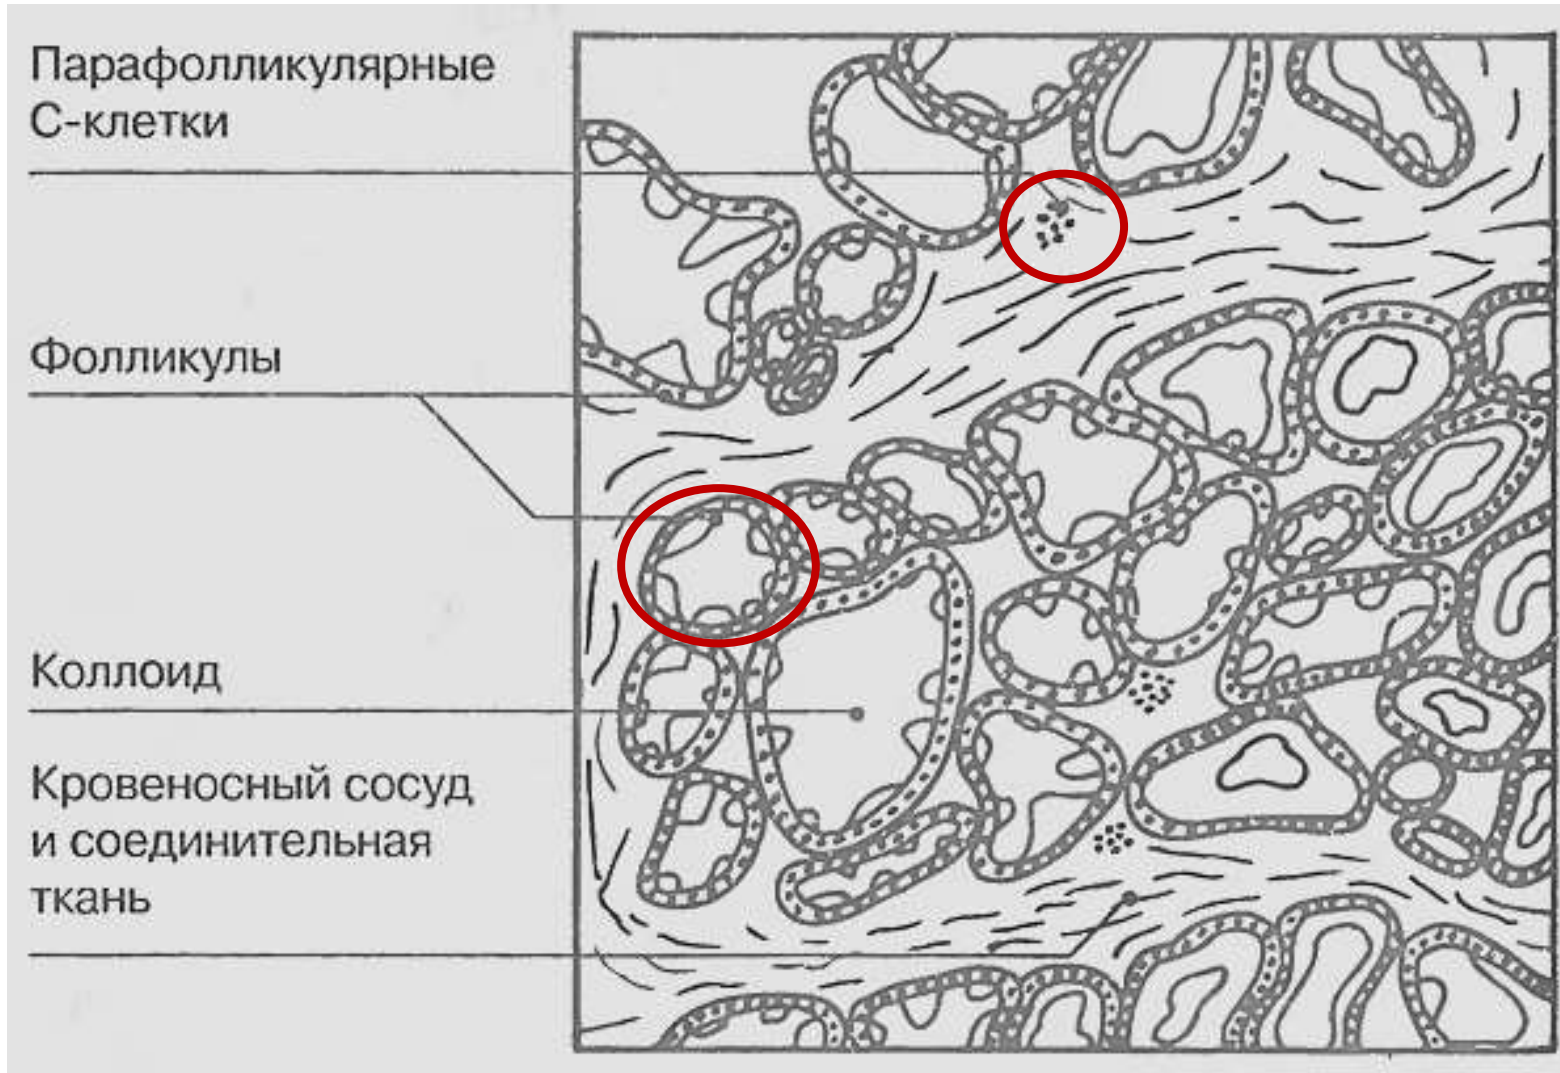 Парафолликулярные
С-клетки
Фолликулы
Коллоид
Кровеносный сосуд
и соединительная
ткань